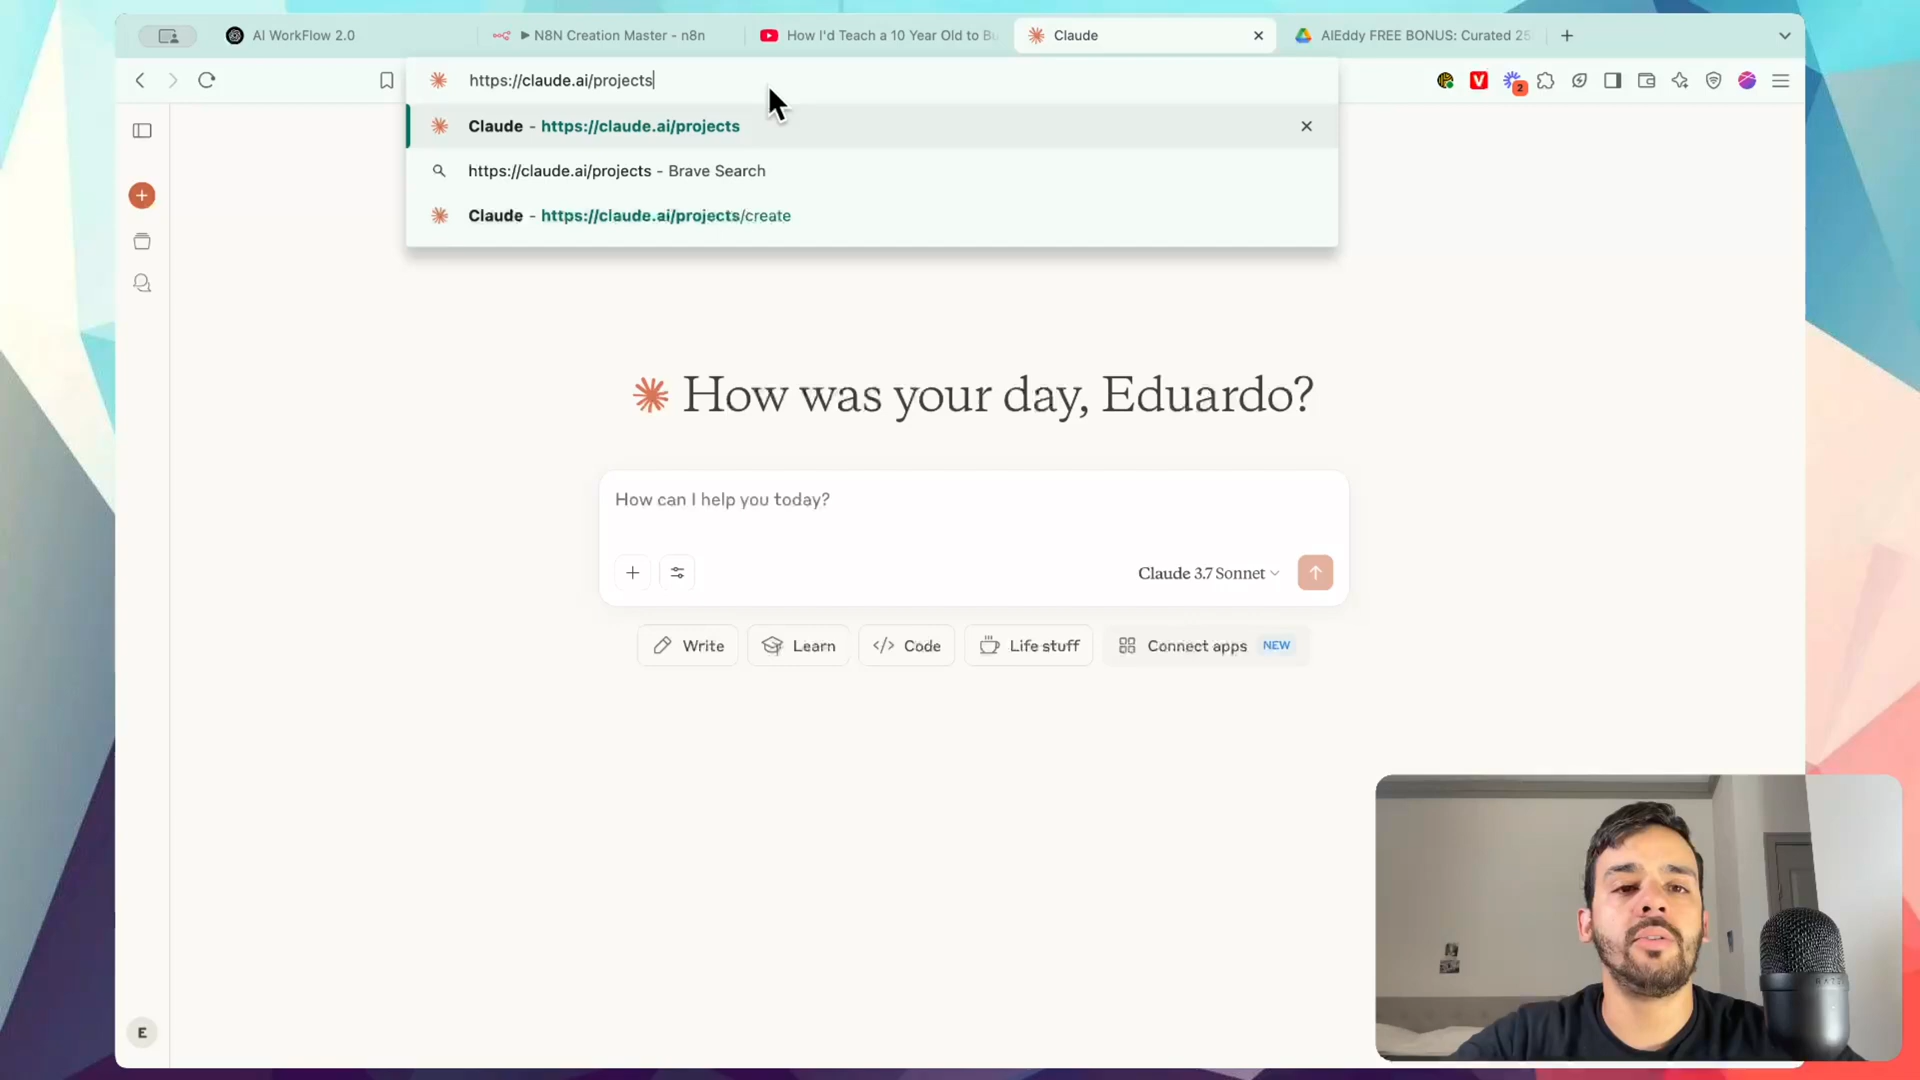 AI WorkFlow 2.0
N8N Creation Master - n8n
How I'd Teach a 10 Year Old to Bu
Claude
AIEddy FREE BONUS: Curated 25
https://claude.ai/projects
2
Claude - https://claude.ai/projects
https://claude.ai/projects - Brave Search
Claude - https://claude.ai/projects/create
How was your day, Eduardo?
How can I help you today?
Claude 3.7 Sonnet
Write
Learn
Code
Life stuff
Connect apps NEW
E